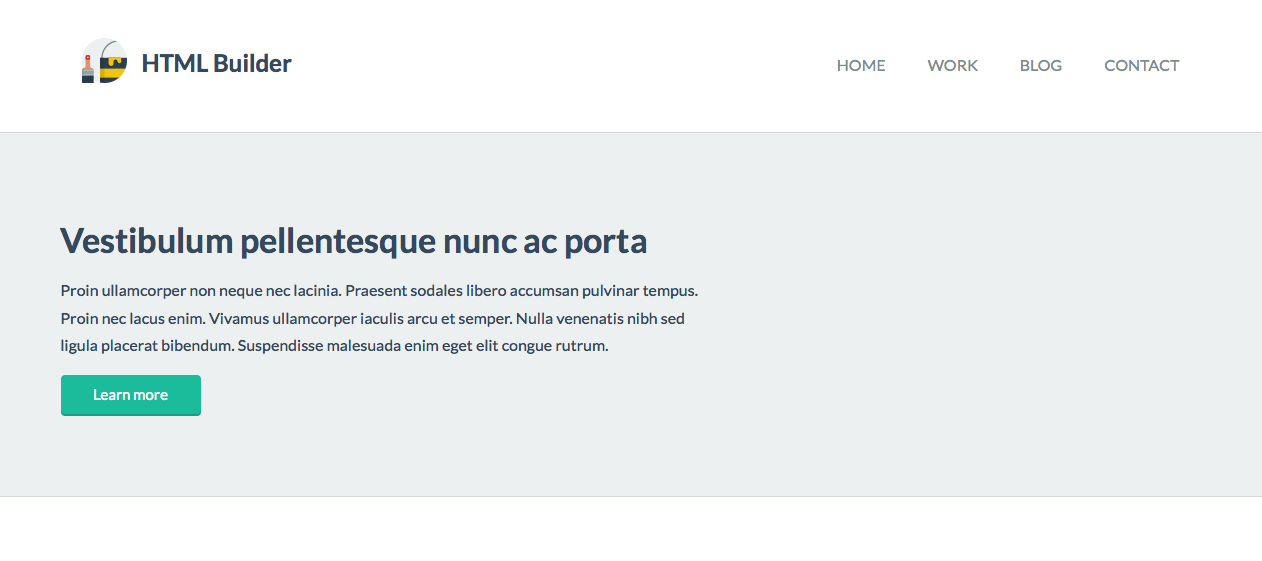 HTML Builder
HOME WORK BLOG CONTACT
Vestibulum pellentesque nunc ac porta
Proin ullamcorper non neque nec lacinia. Praesent sodales libero accumsan pulvinar tempus.
Proin nec lacus enim. Vivamus ullamcorper iaculis arcu et semper. Nulla venenatis nibh sed
ligula placerat bibendum. Suspendisse malesuada enim eget elit congue rutrum.
Learn more